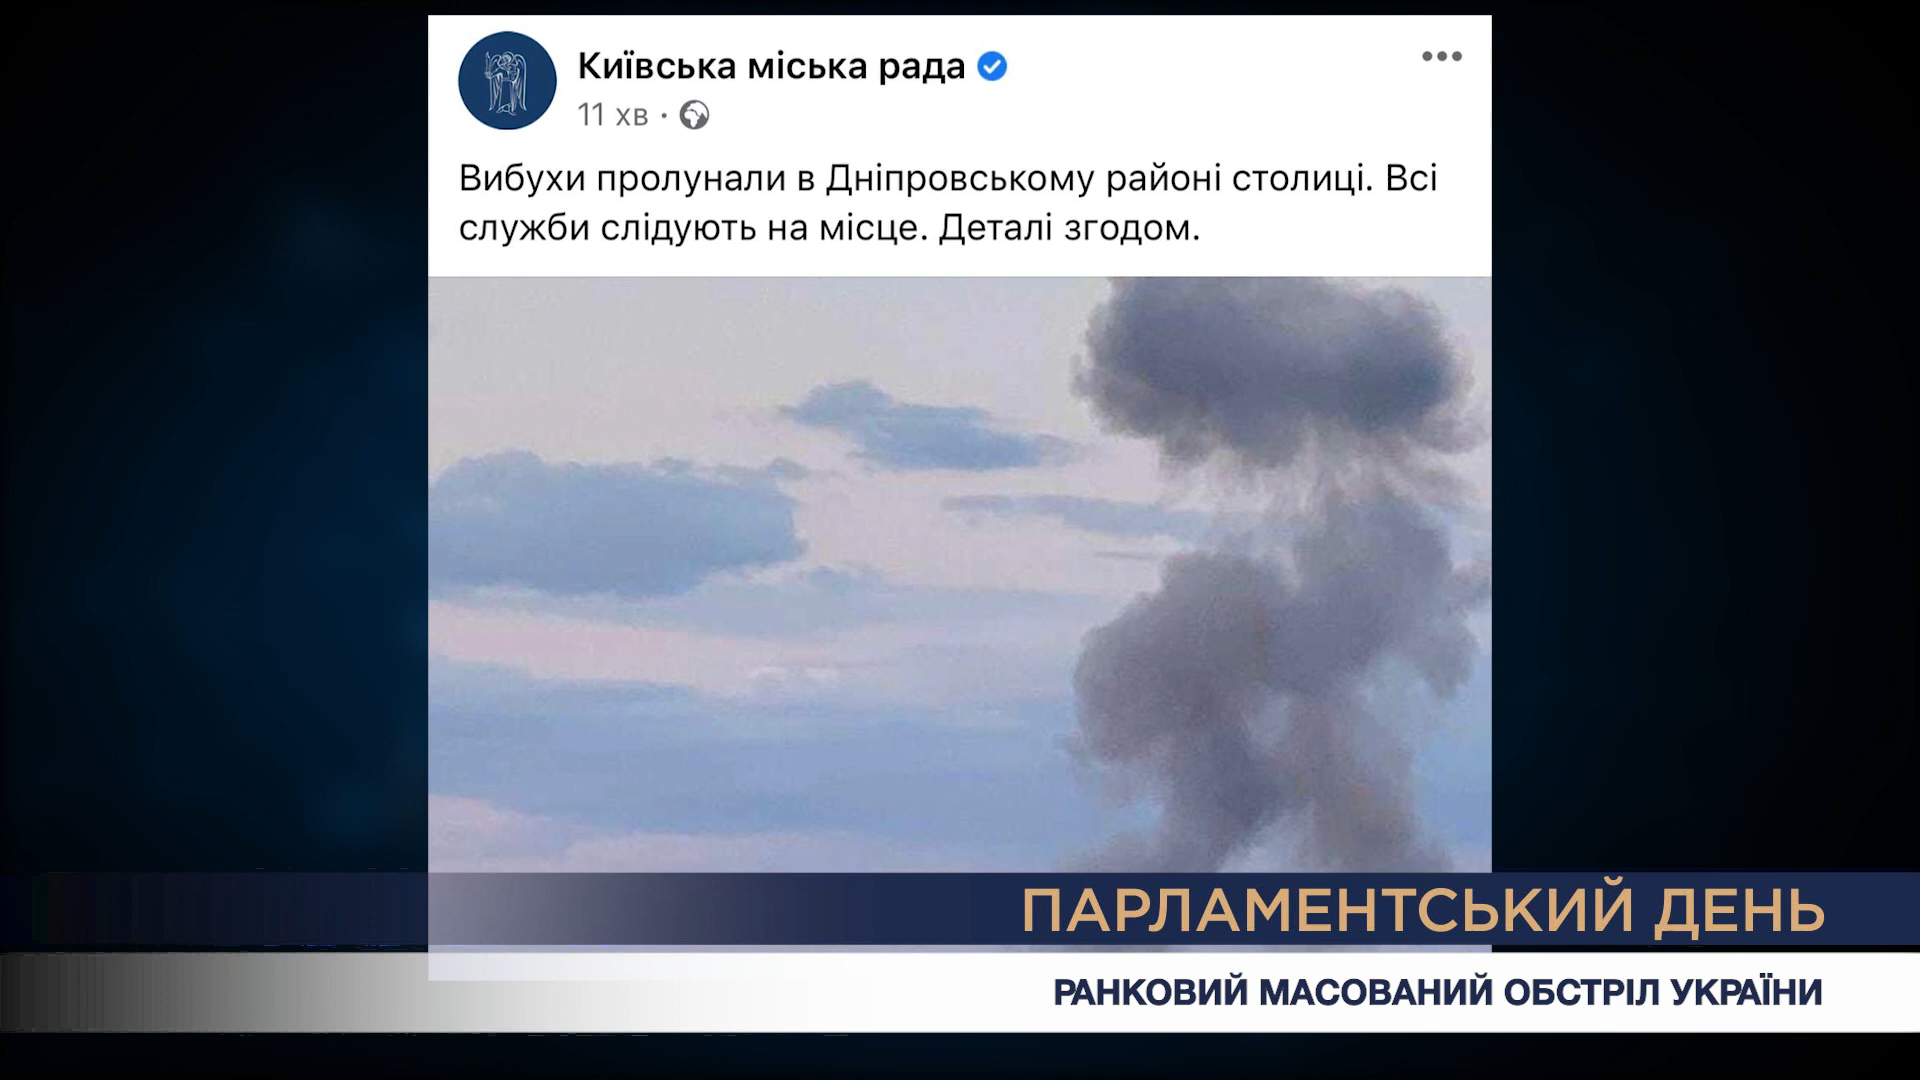 Київська міська рада
11 хв ·
Вибухи пролунали в Дніпровському районі столиці. Всі
служби слідують на місце. Деталі згодом.
ПАРЛАМЕНТСЬКИЙ ДЕНЬ
РАНКОВИЙ МАСОВАНИЙ ОБСТРІЛ УКРАЇНИ